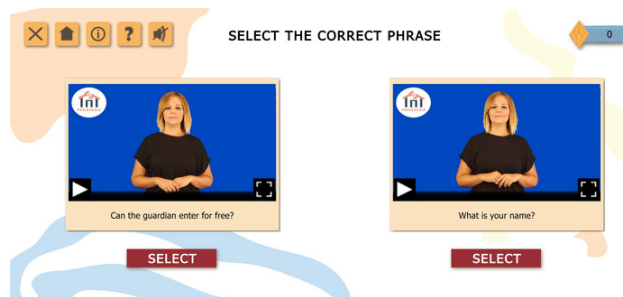 SELECT THE CORRECT PHRASE
0
Can the guardian enter for free?
What is your name?
SELECT
SELECT